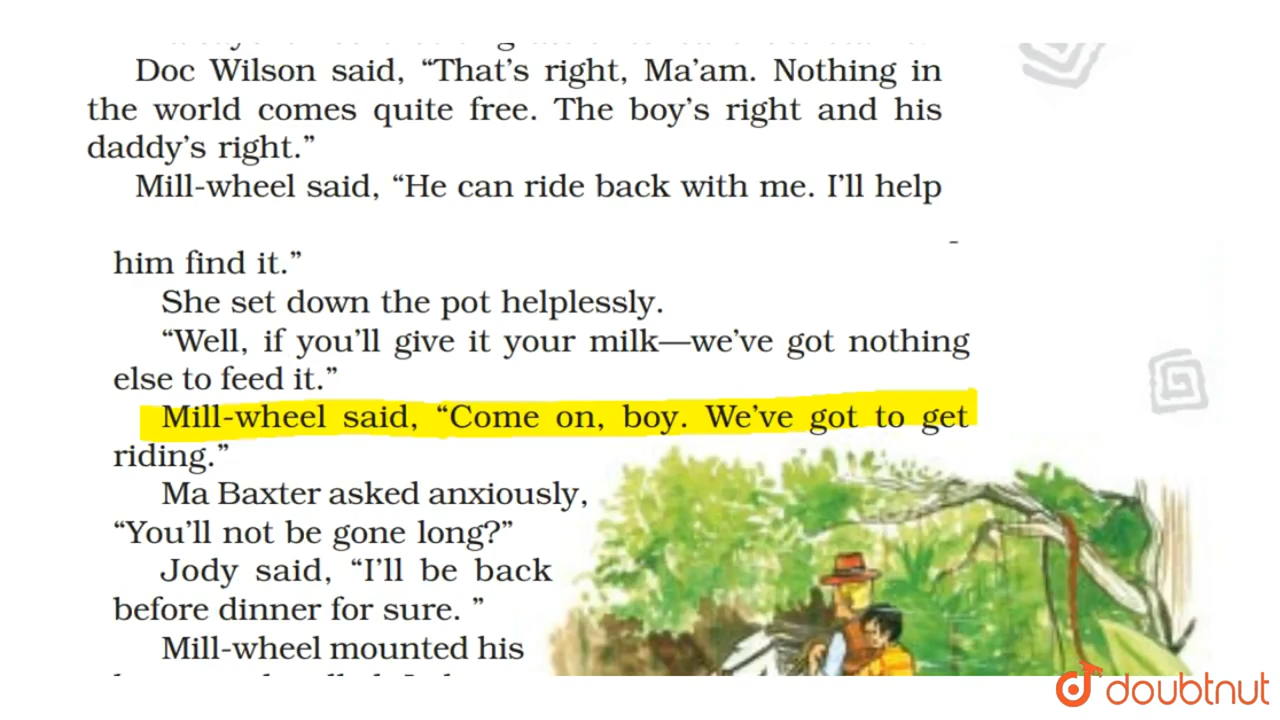 Doc Wilson said, “That’s right, Ma’am. Nothing in
the world comes quite free. The boy’s right and his
daddy’s right.”
Mill-wheel said, “He can ride back with me. I’ll help
him find it.”
She set down the pot helplessly.
“Well, if you’ll give it your milk—we’ve got nothing
else to feed it.”
Mill-wheel said, “Come on, boy. We’ve got to get
riding.”
Ma Baxter asked anxiously,
“You’ll not be gone long?”
Jody said, “I’ll be back
before dinner for sure. ”
Mill-wheel mounted his
doubtnut